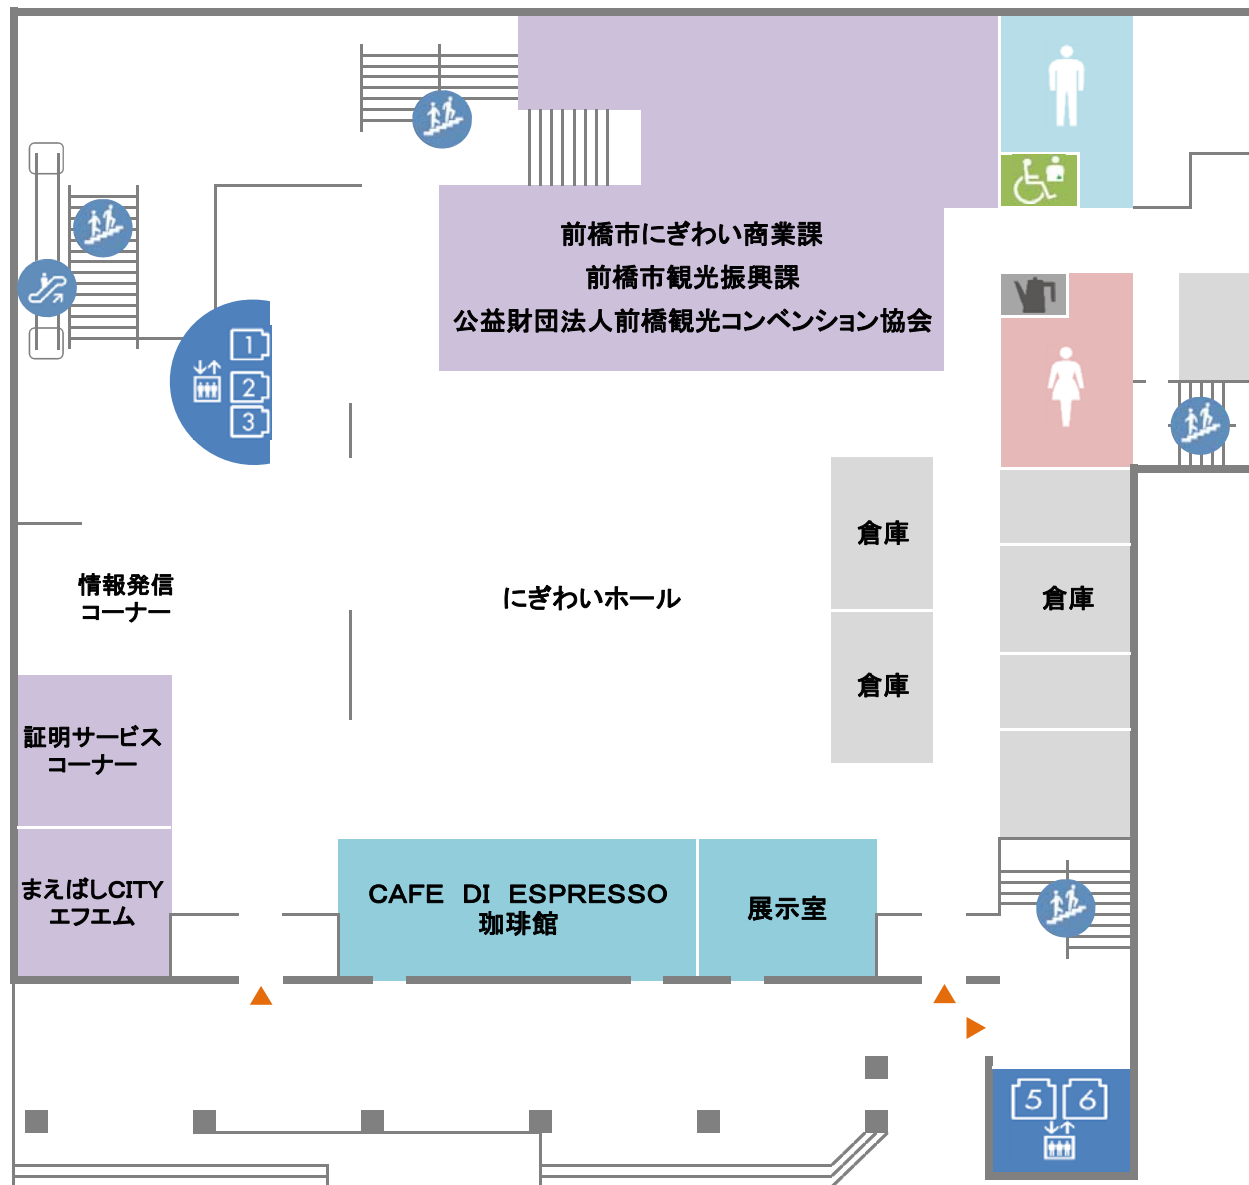 前橋市にぎわい商業課
前橋市観光振興課
公益財団法人前橋観光コンベンション協会
1
2
3
倉庫
情報発信
コーナー
にぎわいホール
倉庫
倉庫
証明サービス
コーナー
まえばしCITY
エフエム
CAFE DI ESPRESSO
珈琲館
展示室
5 6